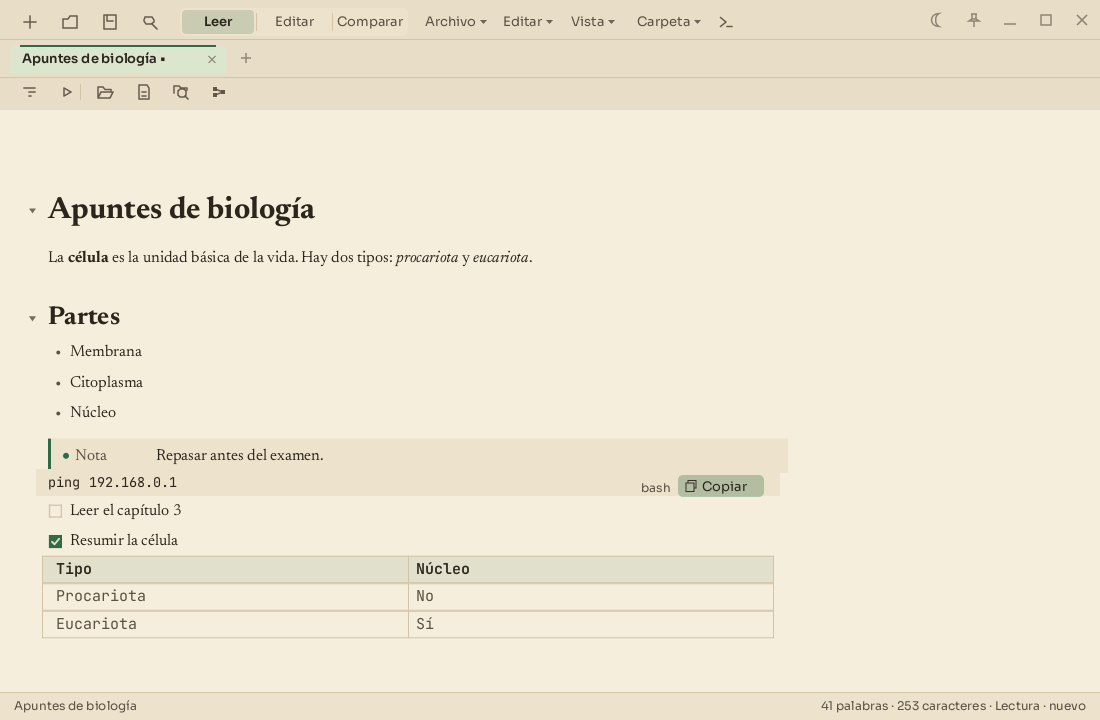 Leer Editar Comparar Archivo Editar Vista Carpeta
Apuntes de biología •
Apuntes de biología
La célula es la unidad básica de la vida. Hay dos tipos: procariota y eucariota.
Partes
• Membrana
• Citoplasma
• Núcleo
● Nota Repasar antes del examen.
ping 192.168.0.1 bash Copiar
Leer el capítulo 3
Resumir la célula
Tipo Núcleo
Procariota No
Eucariota Sí
Apuntes de biología 41 palabras · 253 caracteres · Lectura · nuevo